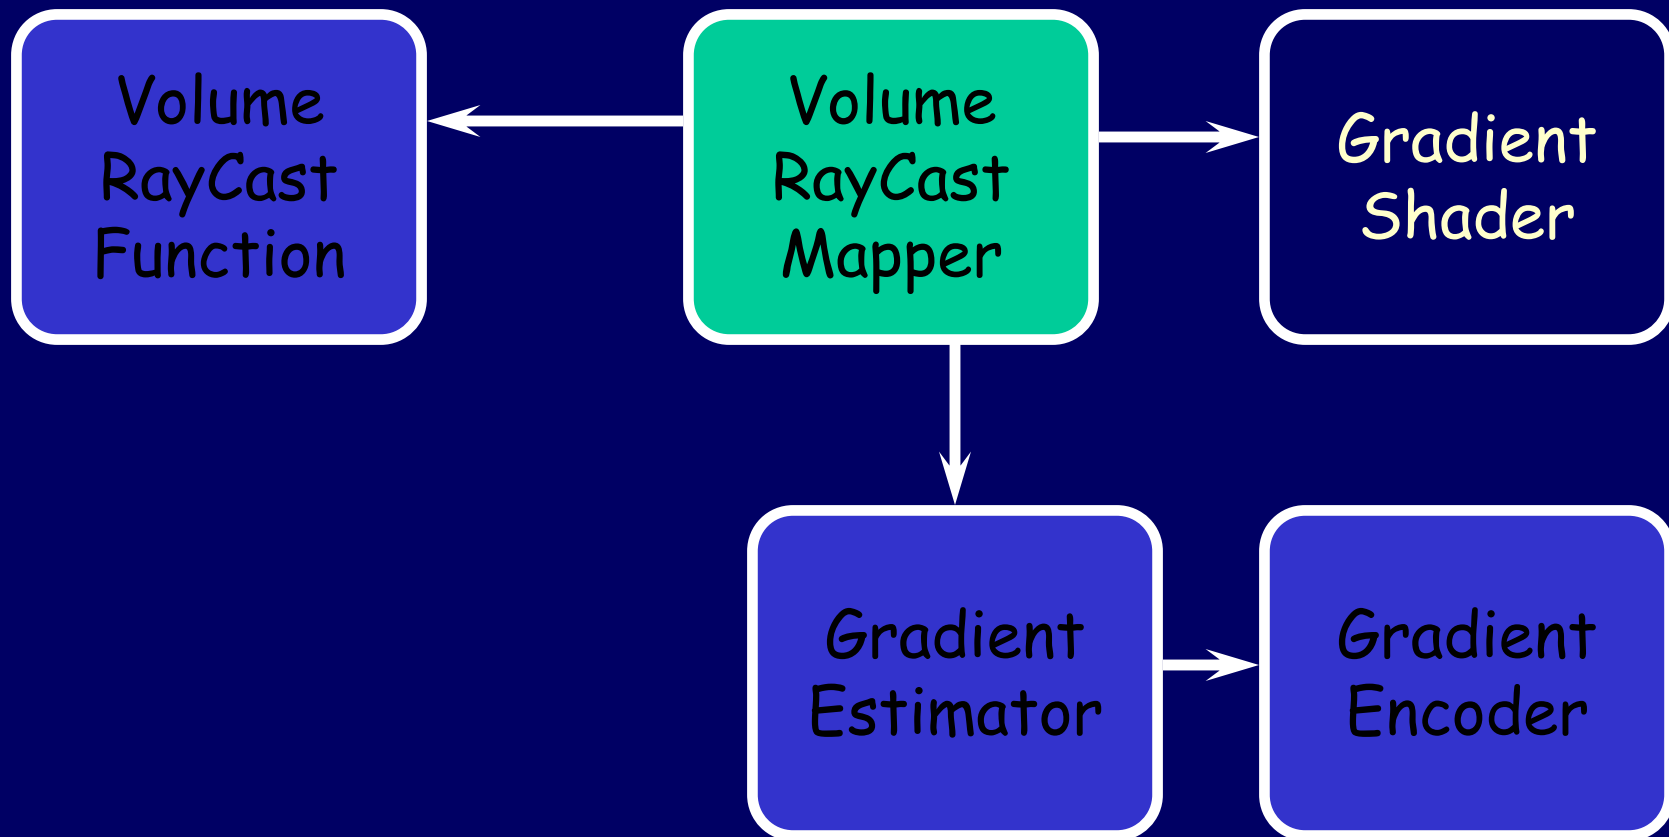 Volume
RayCast
Function
Volume
RayCast
Mapper
Gradient
Shader
Gradient
Estimator
Gradient
Encoder